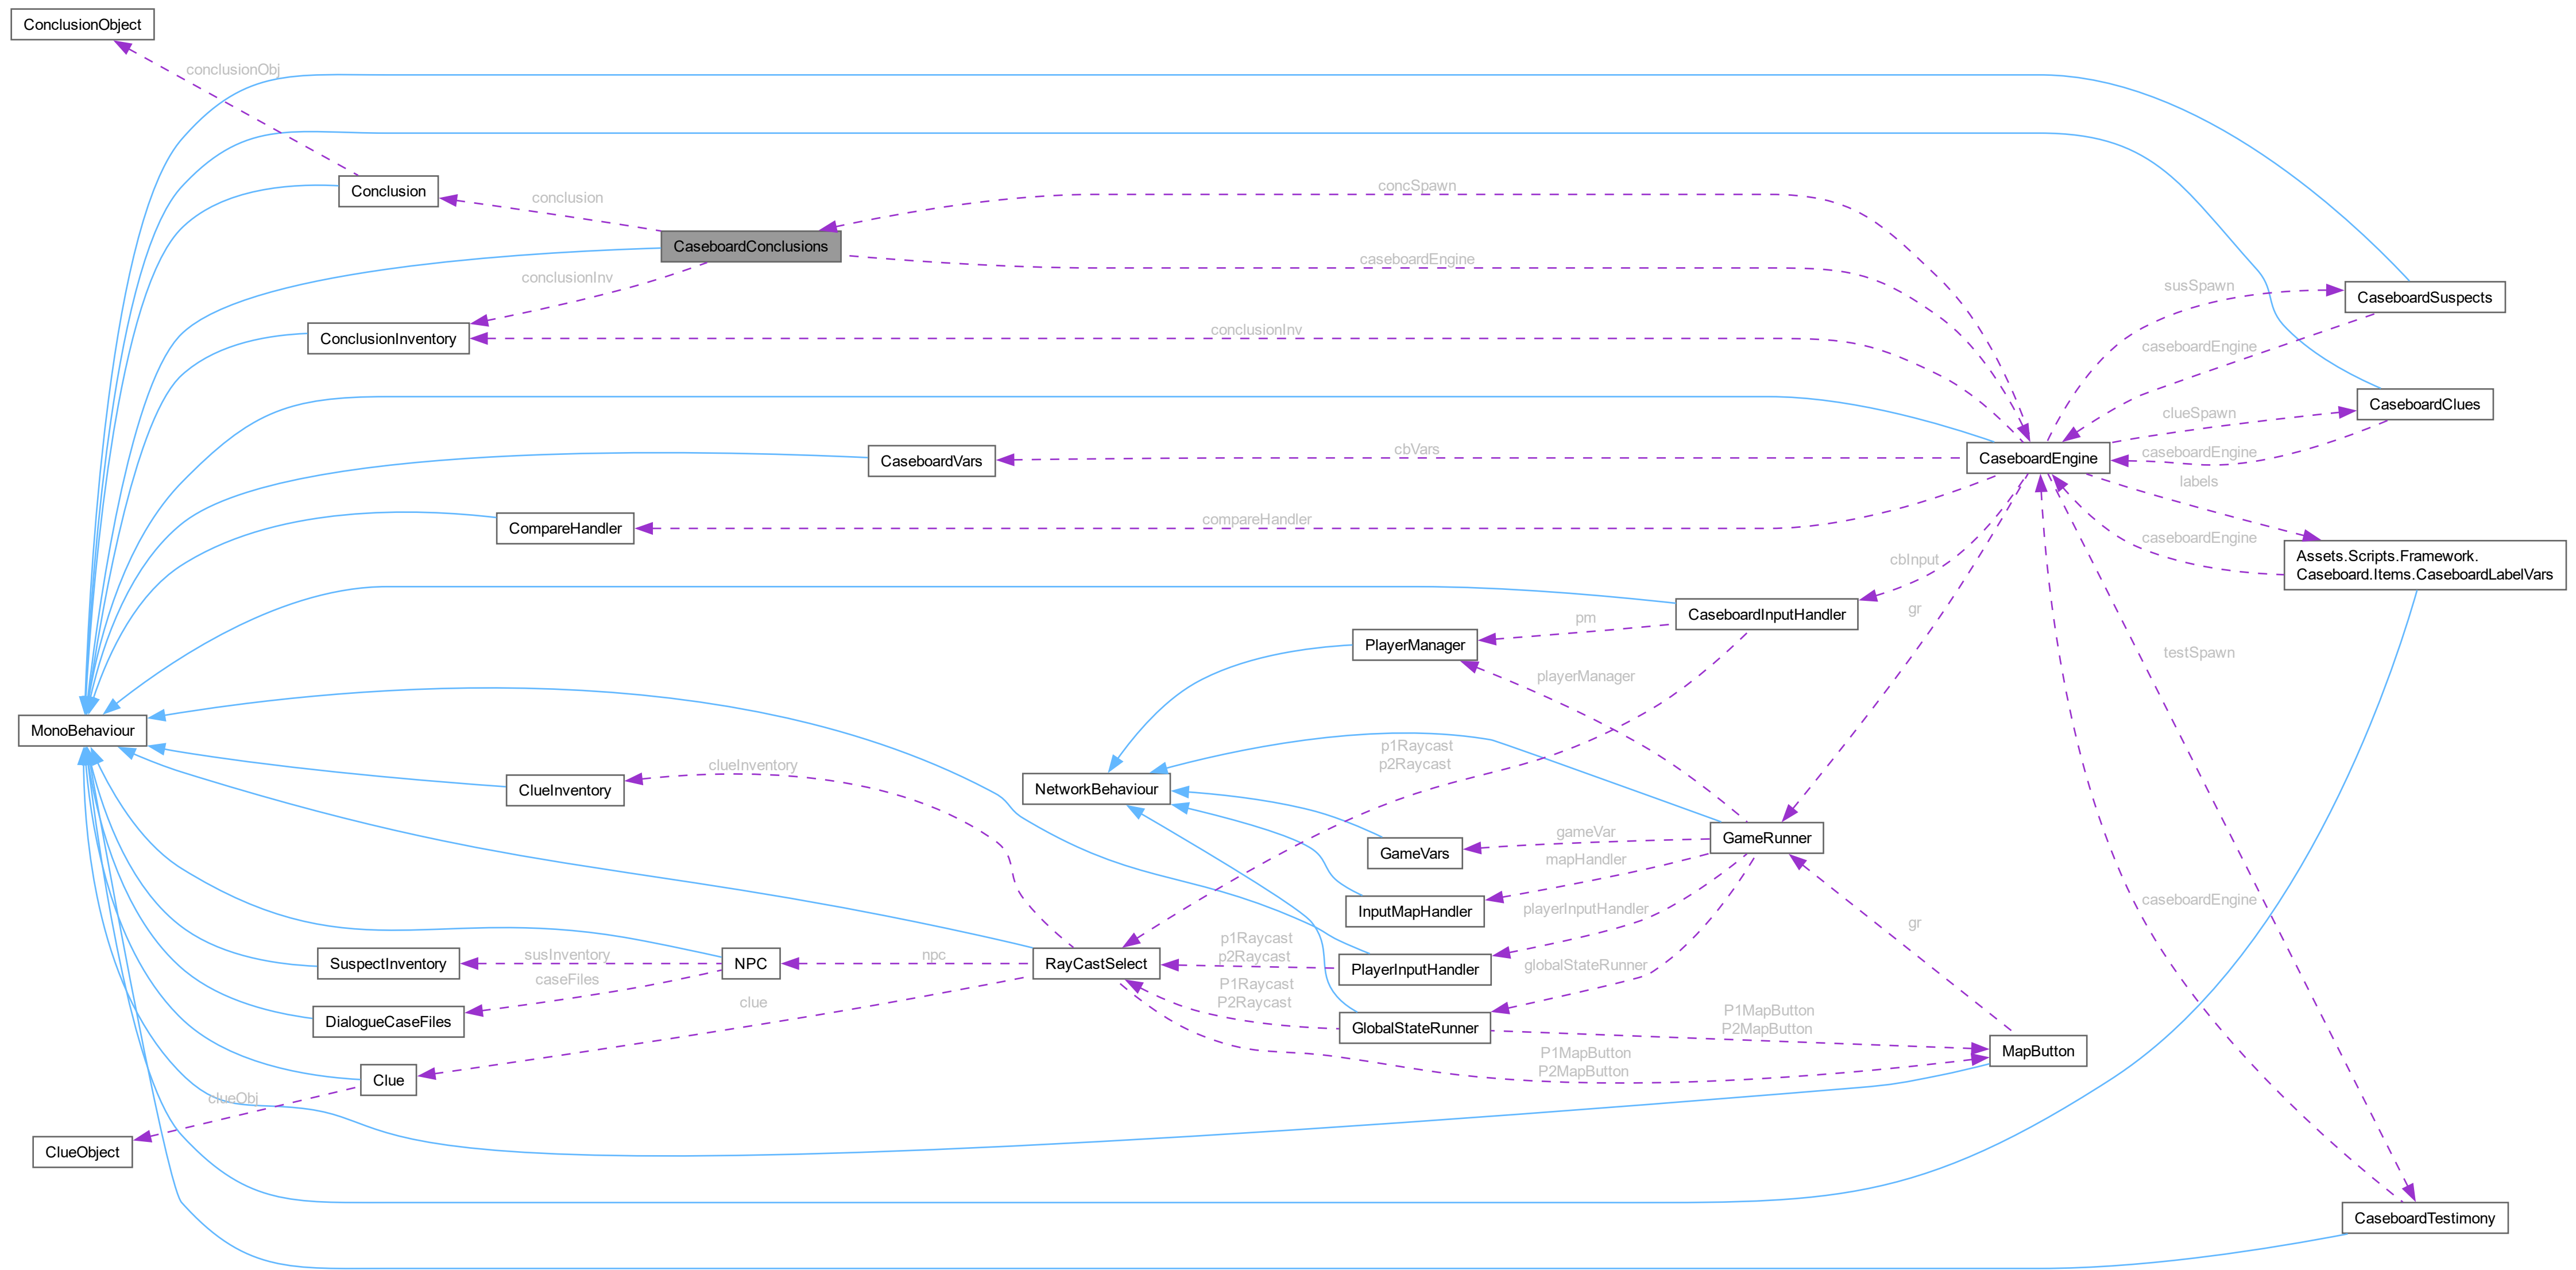 ConclusionObject
conclusionObj
Conclusion
conclusion
concSpawn
CaseboardConclusions
caseboardEngine
conclusionInv
susSpawn
CaseboardSuspects
ConclusionInventory
conclusionInv
caseboardEngine
CaseboardClues
clueSpawn
CaseboardVars
cbVars
CaseboardEngine
caseboardEngine
labels
CompareHandler
compareHandler
caseboardEngine
Assets.Scripts.Framework.
Caseboard.Items.CaseboardLabelVars
cbInput
gr
CaseboardInputHandler
pm
PlayerManager
testSpawn
playerManager
MonoBehaviour
p1Raycast
p2Raycast
clueInventory
ClueInventory
NetworkBehaviour
gameVar
GameRunner
GameVars
mapHandler
caseboardEngine
playerInputHandler
InputMapHandler
gr
p1Raycast
p2Raycast
susInventory
SuspectInventory
NPC
npc
RayCastSelect
PlayerInputHandler
globalStateRunner
caseFiles
P1Raycast
P2Raycast
clue
DialogueCaseFiles
GlobalStateRunner
P1MapButton
P2MapButton
MapButton
P1MapButton
P2MapButton
Clue
clueObj
ClueObject
CaseboardTestimony